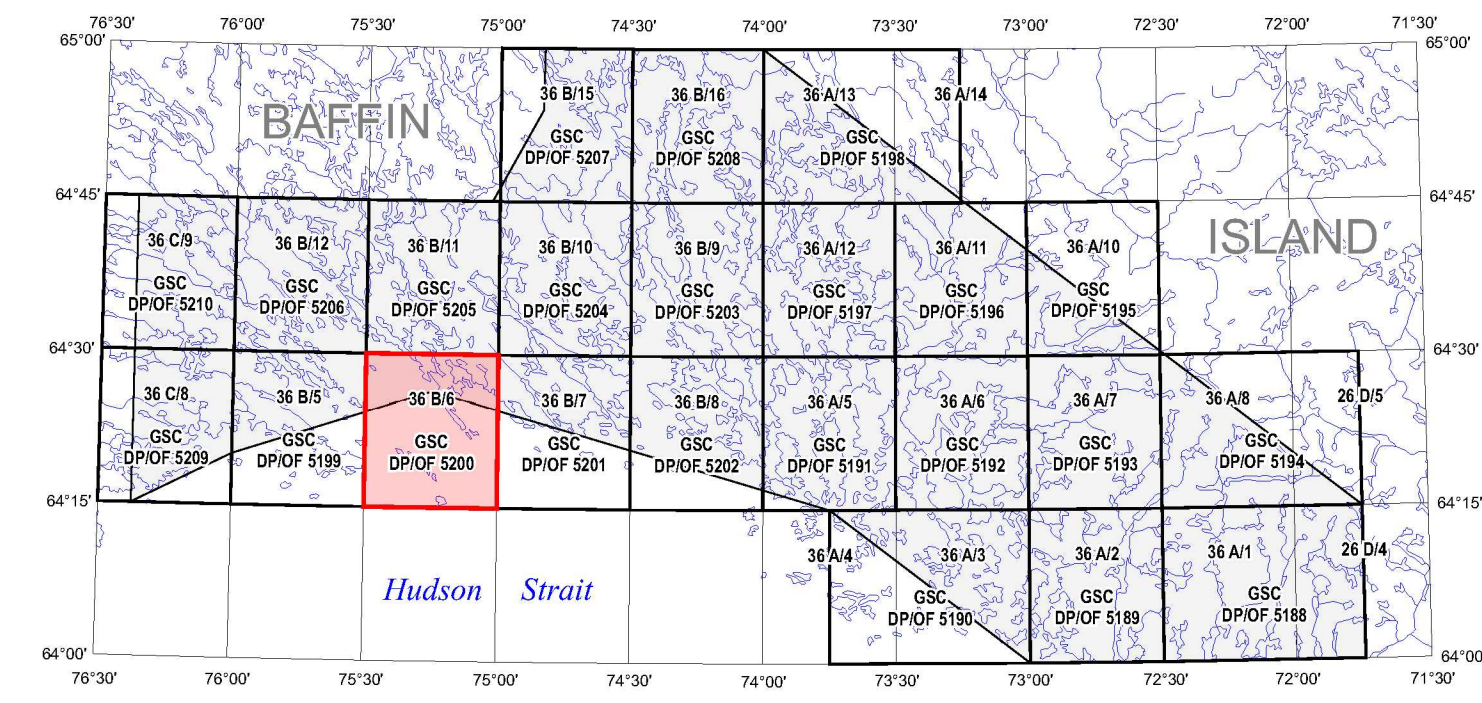 76°30' 76°00' 75°30' 75°00' 74°30' 74°00' 73°30' 73°00' 72°30' 72°00' 71°30'
65°00' 65°00'
BAFFIN
36 B/15 36 B/16 36 A/13 36 A/14
GSC GSC GSC
DP/OF 5207 DP/OF 5208 DP/OF 5198
64°45' 64°45'
ISLAND
36 C/9 36 B/12 36 B/11 36 B/10 36 B/9 36 A/12 36 A/11 36 A/10
GSC GSC GSC GSC GSC GSC GSC GSC
DP/OF 5210 DP/OF 5206 DP/OF 5205 DP/OF 5204 DP/OF 5203 DP/OF 5197 DP/OF 5196 DP/OF 5195
64°30' 64°30'
36 C/8 36 B/5 36 B/6 36 B/7 36 B/8 36 A/5 36 A/6 36 A/7 36 A/8 26 D/5
GSC GSC GSC GSC GSC GSC GSC GSC GSC
DP/OF 5209 DP/OF 5199 DP/OF 5200 DP/OF 5201 DP/OF 5202 DP/OF 5191 DP/OF 5192 DP/OF 5193 DP/OF 5194
64°15' 64°15'
36 A/4 36 A/3 36 A/2 36 A/1 26 D/4
Hudson Strait
GSC GSC GSC
DP/OF 5190 DP/OF 5189 DP/OF 5188
64°00' 64°00'
76°30' 76°00' 75°30' 75°00' 74°30' 74°00' 73°30' 73°00' 72°30' 72°00' 71°30'